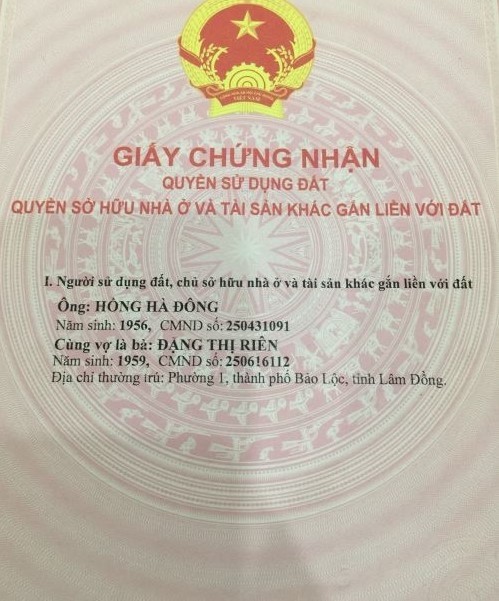 VIỆT NAM
GIẤY CHỨNG NHẬN
QUYỀN SỬ DỤNG ĐẤT
QUYỀN SỞ HỮU NHÀ Ở VÀ TÀI SẢN KHÁC GẮN LIỀN VỚI ĐẤT
I. Người sử dụng đất, chủ sở hữu nhà ở và tài sản khác gắn liền với đất
Ông: HỒNG HÀ ĐÔNG
Năm sinh: 1956, CMND số: 250431091
Cùng vợ là bà: ĐẶNG THỊ RIÊN
Năm sinh: 1959, CMND số: 250616112
Địa chỉ thường trú: Phường 1, thành phố Bảo Lộc, tỉnh Lâm Đồng.